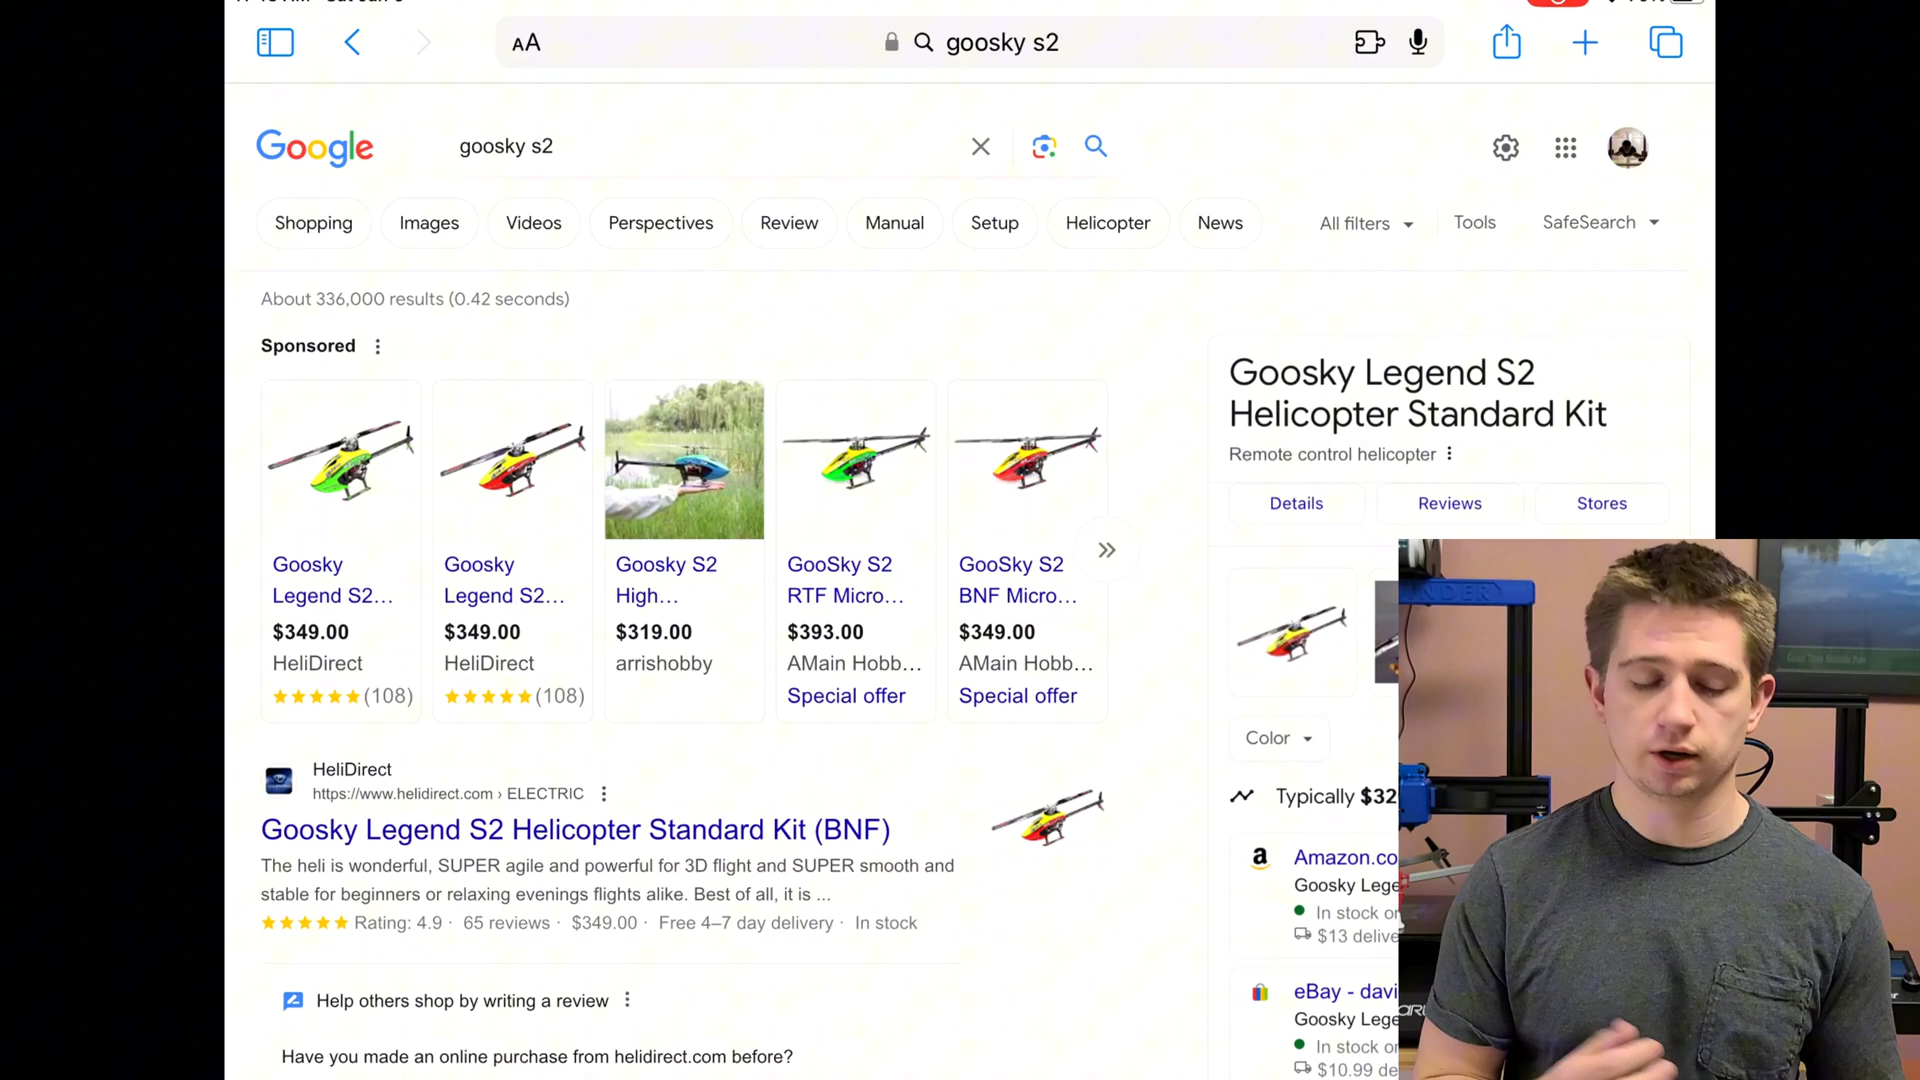 AA
goosky s2
Google
goosky s2
Shopping
Images
Videos
Perspectives
Review
Manual
Setup
Helicopter
News
All filters
Tools
SafeSearch
About 336,000 results (0.42 seconds)
Sponsored
Goosky
Legend S2...
$349.00
HeliDirect
(108)
Goosky
Legend S2...
$349.00
HeliDirect
(108)
Goosky S2
High...
$319.00
arrishobby
GooSky S2
RTF Micro...
$393.00
AMain Hobb...
Special offer
GooSky S2
BNF Micro...
$349.00
AMain Hobb...
Special offer
HeliDirect
https://www.helidirect.com › ELECTRIC
Goosky Legend S2 Helicopter Standard Kit (BNF)
The heli is wonderful, SUPER agile and powerful for 3D flight and SUPER smooth and
stable for beginners or relaxing evenings flights alike. Best of all, it is ...
Rating: 4.9 · 65 reviews · $349.00 · Free 4–7 day delivery · In stock
Help others shop by writing a review
Have you made an online purchase from helidirect.com before?
Goosky Legend S2
Helicopter Standard Kit
Remote control helicopter
Details
Reviews
Stores
Color
Typically $32
a
Amazon.co
Goosky Lege
In stock or
$13 delive
eBay - davi
Goosky Lege
In stock or
$10.99 de